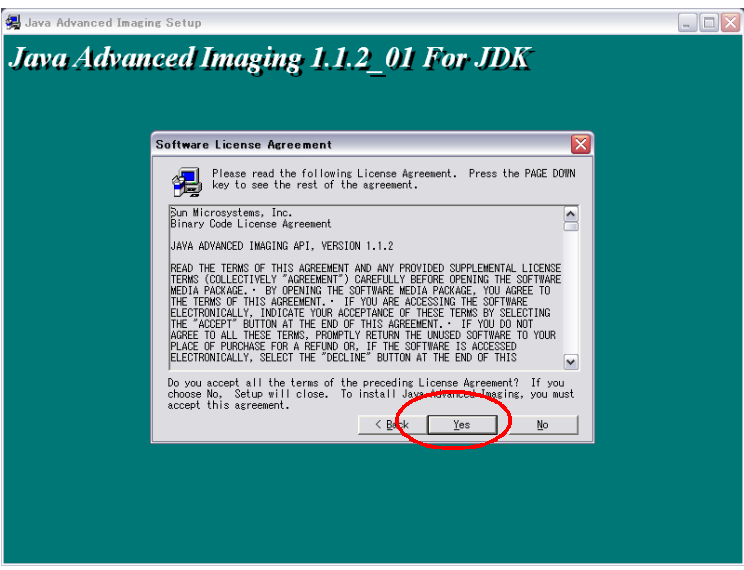 Java Advanced Imaging Setup
Java Advanced Imaging 1.1.2_01 For JDK
Software License Agreement
Please read the following License Agreement. Press the PAGE DOWN
key to see the rest of the agreement.
Sun Microsystems, Inc.
Binary Code License Agreement
JAVA ADVANCED IMAGING API, VERSION 1.1.2
READ THE TERMS OF THIS AGREEMENT AND ANY PROVIDED SUPPLEMENTAL LICENSE
TERMS (COLLECTIVELY "AGREEMENT") CAREFULLY BEFORE OPENING THE SOFTWARE
MEDIA PACKAGE.・ BY OPENING THE SOFTWARE MEDIA PACKAGE, YOU AGREE TO
THE TERMS OF THIS AGREEMENT.・ IF YOU ARE ACCESSING THE SOFTWARE
ELECTRONICALLY, INDICATE YOUR ACCEPTANCE OF THESE TERMS BY SELECTING
THE "ACCEPT" BUTTON AT THE END OF THIS AGREEMENT.・ IF YOU DO NOT
AGREE TO ALL THESE TERMS, PROMPTLY RETURN THE UNUSED SOFTWARE TO YOUR
PLACE OF PURCHASE FOR A REFUND OR, IF THE SOFTWARE IS ACCESSED
ELECTRONICALLY, SELECT THE "DECLINE" BUTTON AT THE END OF THIS
Do you accept all the terms of the preceding License Agreement? If you
choose No, Setup will close. To install Java Advanced Imaging, you must
accept this agreement.
< Back Yes No